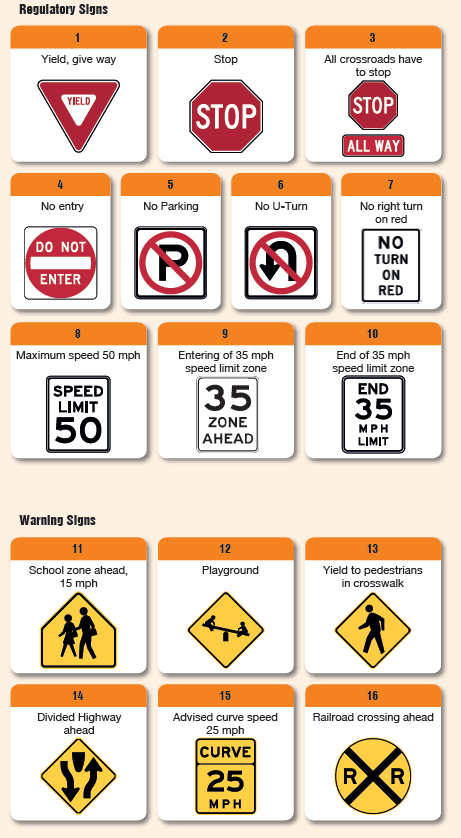 Regulatory Signs
1
Yield, give way
YIELD
2
Stop
STOP
3
All crossroads have
to stop
STOP
ALL WAY
4
No entry
DO NOT
ENTER
5
No Parking
P
6
No U-Turn
7
No right turn
on red
NO
TURN
ON
RED
8
Maximum speed 50 mph
SPEED
LIMIT
50
9
Entering of 35 mph
speed limit zone
35
ZONE
AHEAD
10
End of 35 mph
speed limit zone
END
35
MPH
LIMIT
Warning Signs
11
School zone ahead,
15 mph
12
Playground
13
Yield to pedestrians
in crosswalk
14
Divided Highway
ahead
15
Advised curve speed
25 mph
CURVE
25
MPH
16
Railroad crossing ahead
R R